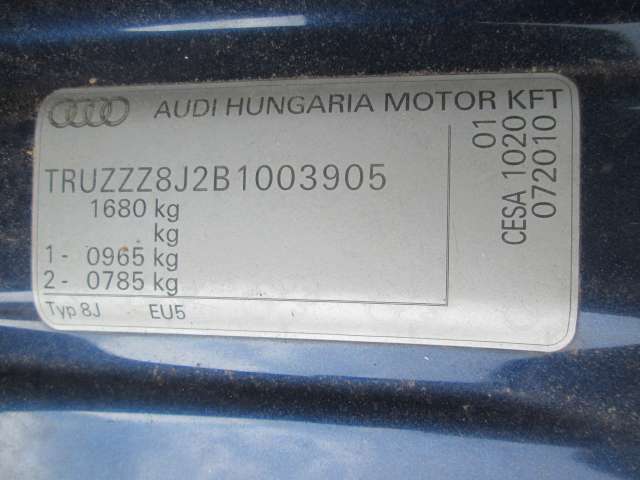 AUDI HUNGARIA MOTOR KFT
TRUZZZ8J2B1003905
1680 kg
kg
1- 0965 kg
2- 0785 kg
Typ 8J EU5
01
CESA 1020
072010